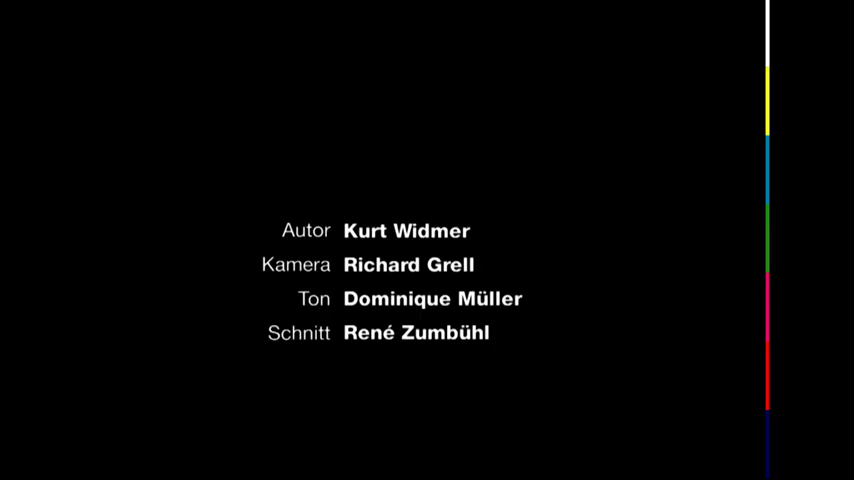 Autor Kurt Widmer
Kamera Richard Grell
Ton Dominique Müller
Schnitt René Zumbühl